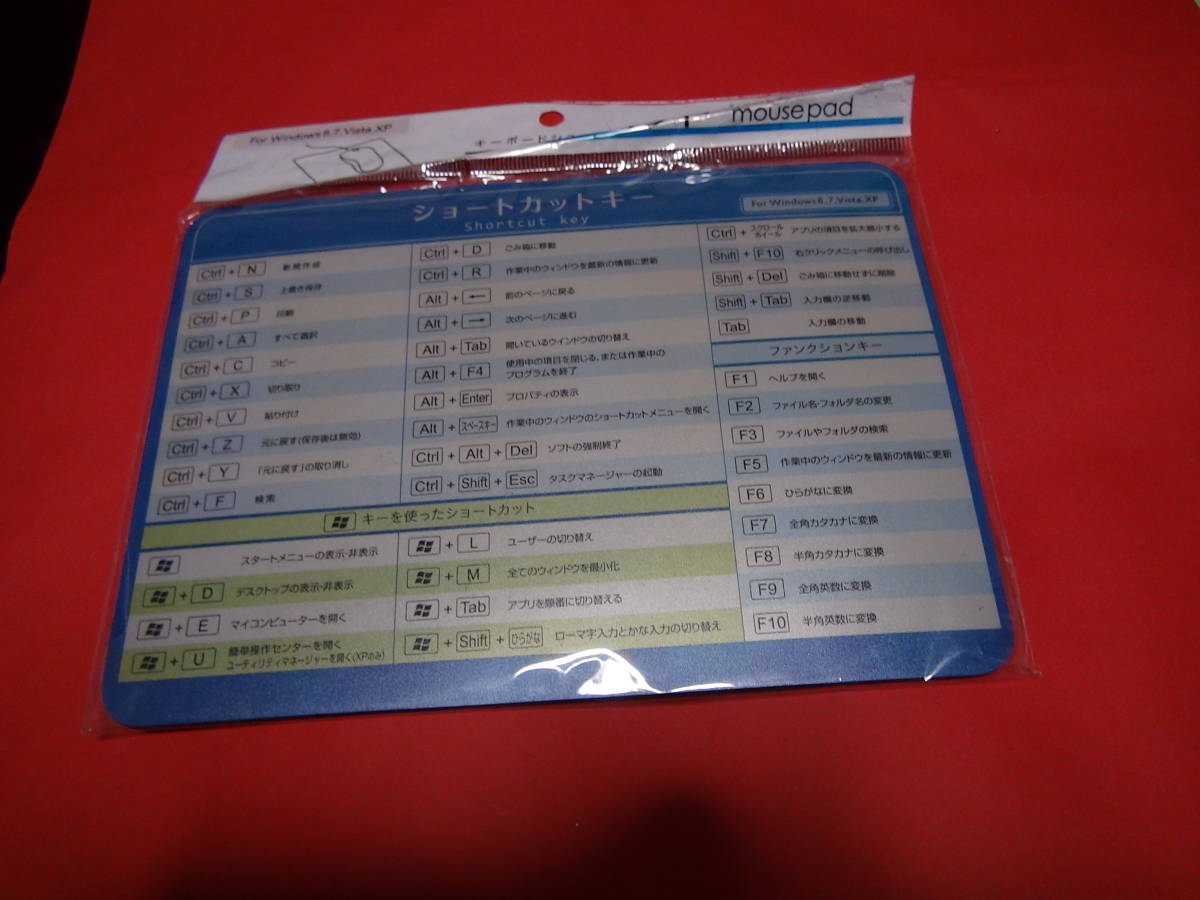 For Windows 8.7.Vista.XP
キーボードショ
mousepad
ショートカットキー
Shortcut key
For Windows8.7.Vista.XP
Ctrl + N 新規作成
Ctrl + S 上書き保存
Ctrl + P 印刷
Ctrl + A すべて選択
Ctrl + C コピー
Ctrl + X 切り取り
Ctrl + V 貼り付け
Ctrl + Z 元に戻す(保存後は無効)
Ctrl + Y 「元に戻す」の取り消し
Ctrl + F 検索
Ctrl + D ごみ箱に移動
Ctrl + R 作業中のウィンドウを最新の情報に更新
Alt + ← 前のページに戻る
Alt + → 次のページに進む
Alt + Tab 開いているウィンドウの切り替え
Alt + F4 使用中の項目を閉じる、または作業中の
プログラムを終了
Alt + Enter プロパティの表示
Alt + スペースキー 作業中のウィンドウのショートカットメニューを開く
Ctrl + Alt + Del ソフトの強制終了
Ctrl + Shift + Esc タスクマネージャーの起動
Ctrl + スクロールホイール アプリの項目を拡大縮小する
Shift + F10 右クリックメニューの呼び出し
Shift + Del ごみ箱に移動せずに削除
Shift + Tab 入力欄の逆移動
Tab 入力欄の移動
ファンクションキー
F1 ヘルプを開く
F2 ファイル名・フォルダ名の変更
F3 ファイルやフォルダの検索
F5 作業中のウィンドウを最新の情報に更新
F6 ひらがなに変換
F7 全角カタカナに変換
F8 半角カタカナに変換
F9 全角英数に変換
F10 半角英数に変換
キーを使ったショートカット
スタートメニューの表示・非表示
+ D デスクトップの表示・非表示
+ E マイコンピューターを開く
+ U 簡単操作センターを開く
ユーティリティマネージャーを開く(XPのみ)
+ L ユーザーの切り替え
+ M 全てのウィンドウを最小化
+ Tab アプリを順番に切り替える
+ Shift + ひらがな ローマ字入力とかな入力の切り替え